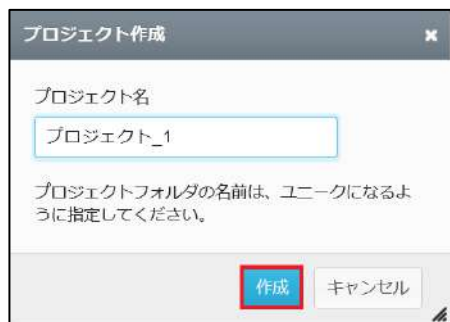 プロジェクト作成
プロジェクト名
プロジェクト_1
プロジェクトフォルダの名前は、ユニークになるよ
うに指定してください。
作成 キャンセル